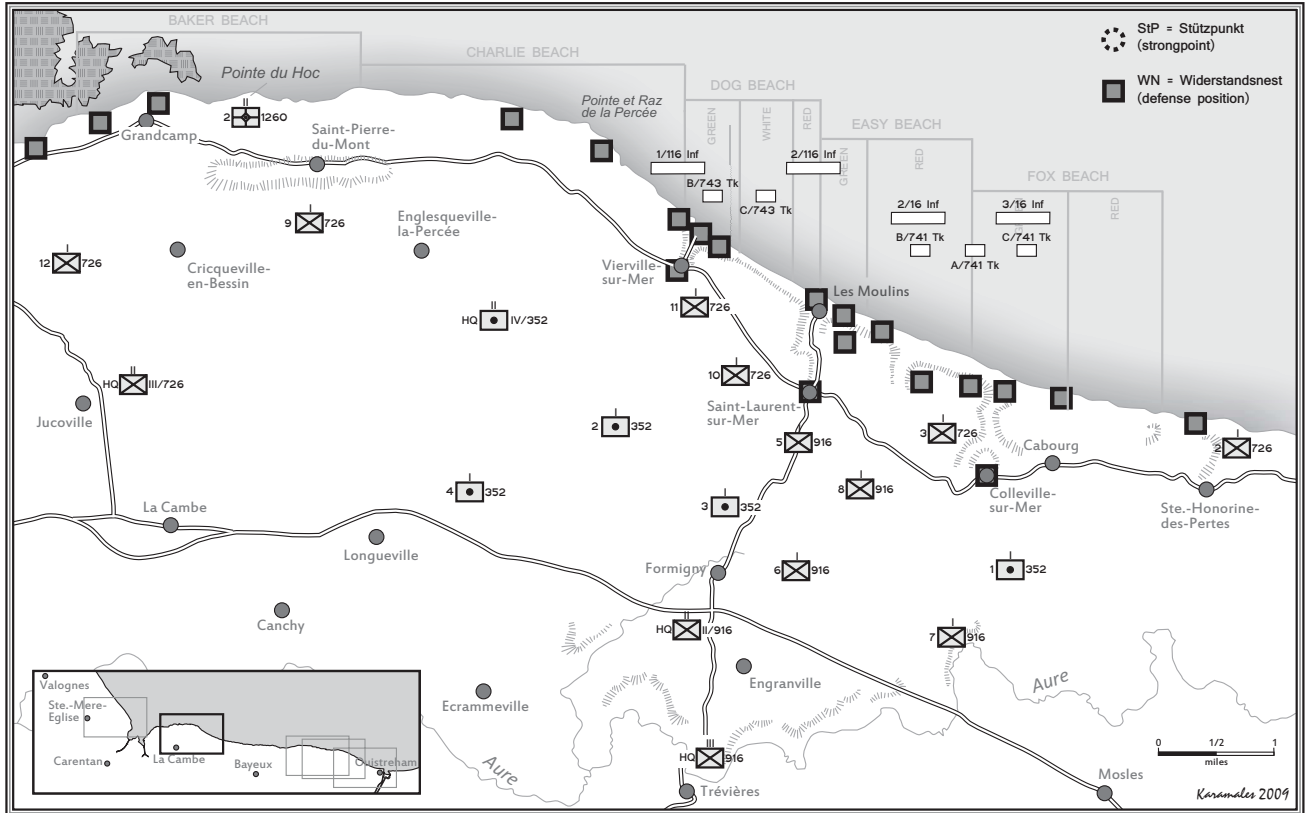 BAKER BEACH
CHARLIE BEACH
DOG BEACH
EASY BEACH
FOX BEACH
StP = Stützpunkt
(strongpoint)
WN = Widerstandsnest
(defense position)
Pointe du Hoc
Pointe et Raz
de la Percée
GREEN
WHITE
RED
GREEN
RED
RED
II
2 1260
Grandcamp
Saint-Pierre-
du-Mont
1/116 Inf
2/116 Inf
B/743 Tk
C/743 Tk
2/16 Inf
3/16 Inf
B/741 Tk
C/741 Tk
A/741 Tk
I
9 726
Englesqueville-
la-Percée
I
12 726
Cricqueville-
en-Bessin
Vierville-
sur-Mer
Les Moulins
I
11 726
II
HQ IV/352
II
HQ III/726
I
10 726
Jucoville
Saint-Laurent-
sur-Mer
I
2 352
I
5 916
I
3 726
Cabourg
I
2 726
I
4 352
I
8 916
Colleville-
sur-Mer
Ste.-Honorine-
des-Pertes
La Cambe
I
3 352
Longueville
Formigny
I
6 916
I
1 352
Canchy
II
HQ II/916
I
7 916
Engranville
Aure
Ecrammeville
Aure
III
HQ 916
Trévières
Mosles
0 1/2 1
miles
Karamales 2009
Valognes
Ste.-Mere-
Eglise
Carentan
La Cambe
Bayeux
Ouistreham